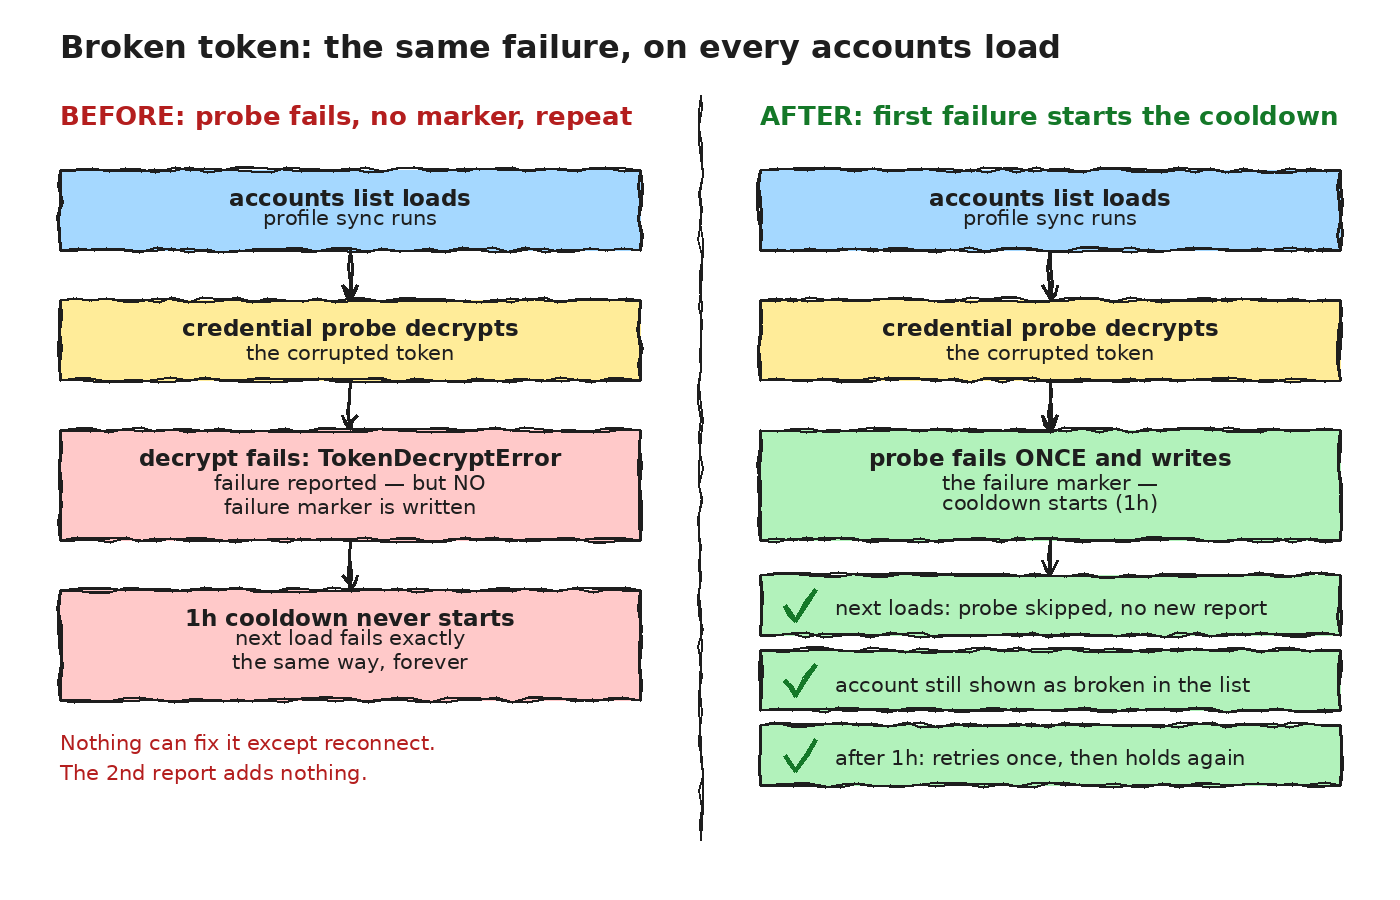 Broken token: the same failure, on every accounts load
BEFORE: probe fails, no marker, repeat
accounts list loads
profile sync runs
credential probe decrypts
the corrupted token
decrypt fails: TokenDecryptError
failure reported — but NO
failure marker is written
1h cooldown never starts
next load fails exactly
the same way, forever
Nothing can fix it except reconnect.
The 2nd report adds nothing.
AFTER: first failure starts the cooldown
accounts list loads
profile sync runs
credential probe decrypts
the corrupted token
probe fails ONCE and writes
the failure marker —
cooldown starts (1h)
next loads: probe skipped, no new report
account still shown as broken in the list
after 1h: retries once, then holds again